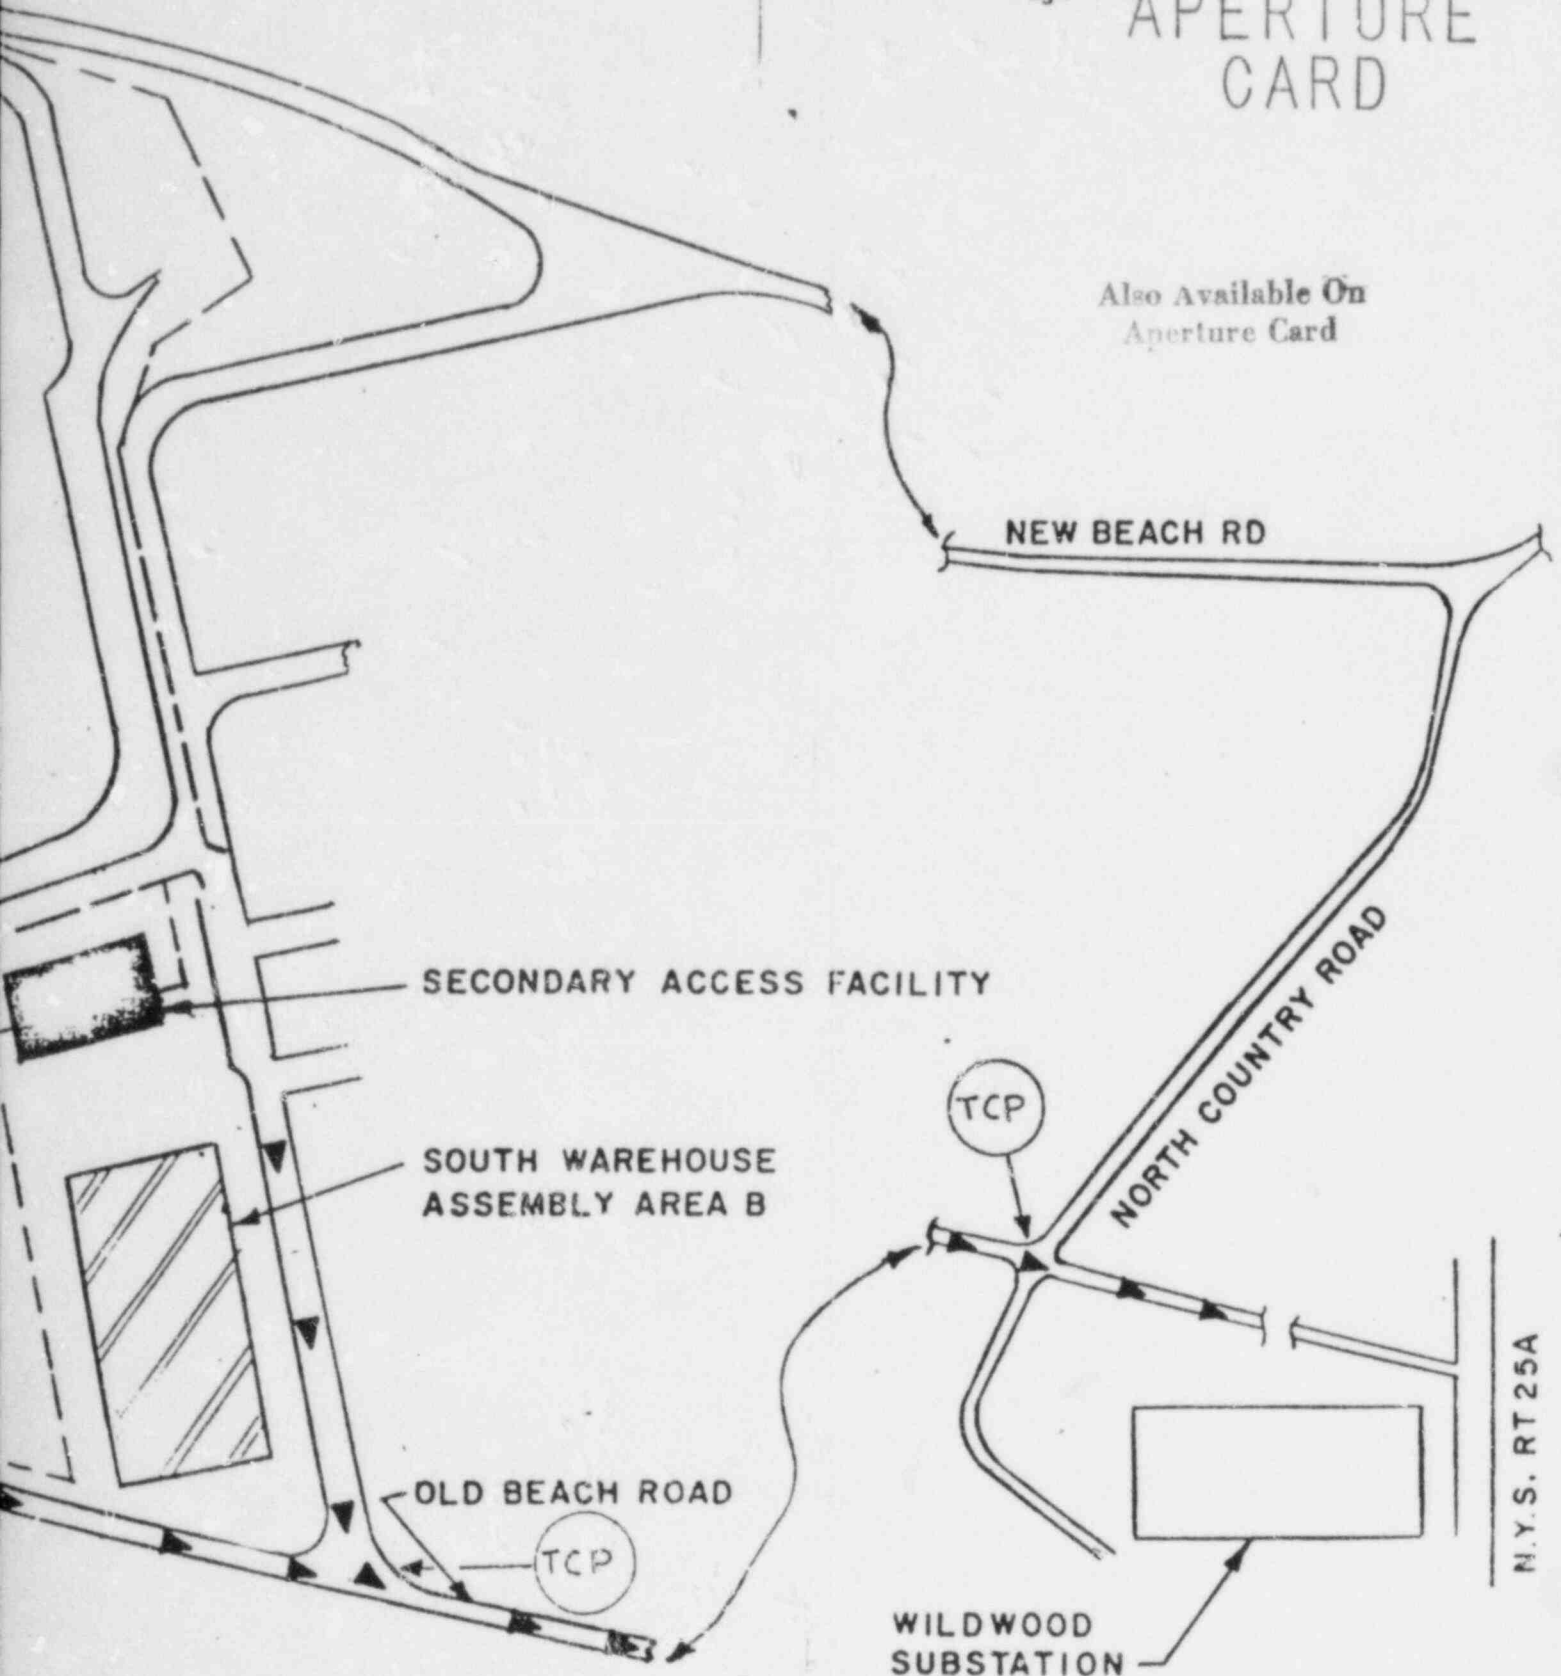 APERTURE
CARD
Also Available On
Aperture Card
NEW BEACH RD
NORTH COUNTRY ROAD
SECONDARY ACCESS FACILITY
TCP
SOUTH WAREHOUSE
ASSEMBLY AREA B
N.Y.S. RT 25A
OLD BEACH ROAD
TCP
WILDWOOD
SUBSTATION